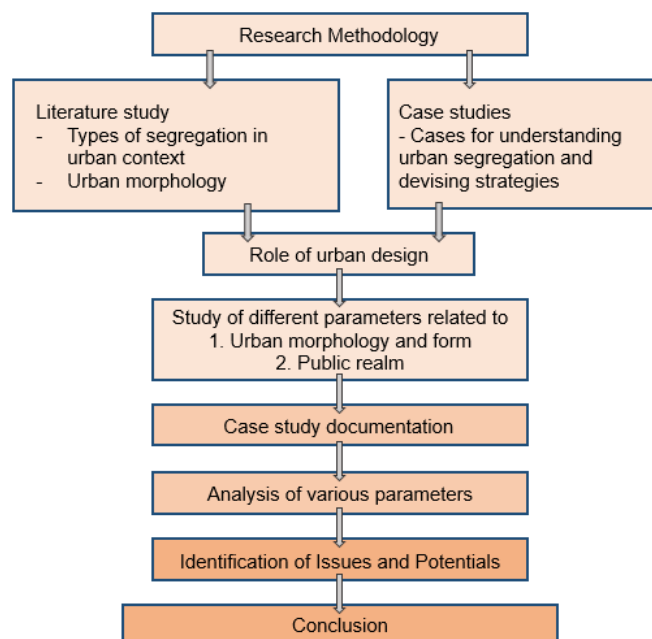 Research Methodology
Literature study
- Types of segregation in
urban context
- Urban morphology
Case studies
- Cases for understanding
urban segregation and
devising strategies
Role of urban design
Study of different parameters related to
1. Urban morphology and form
2. Public realm
Case study documentation
Analysis of various parameters
Identification of Issues and Potentials
Conclusion